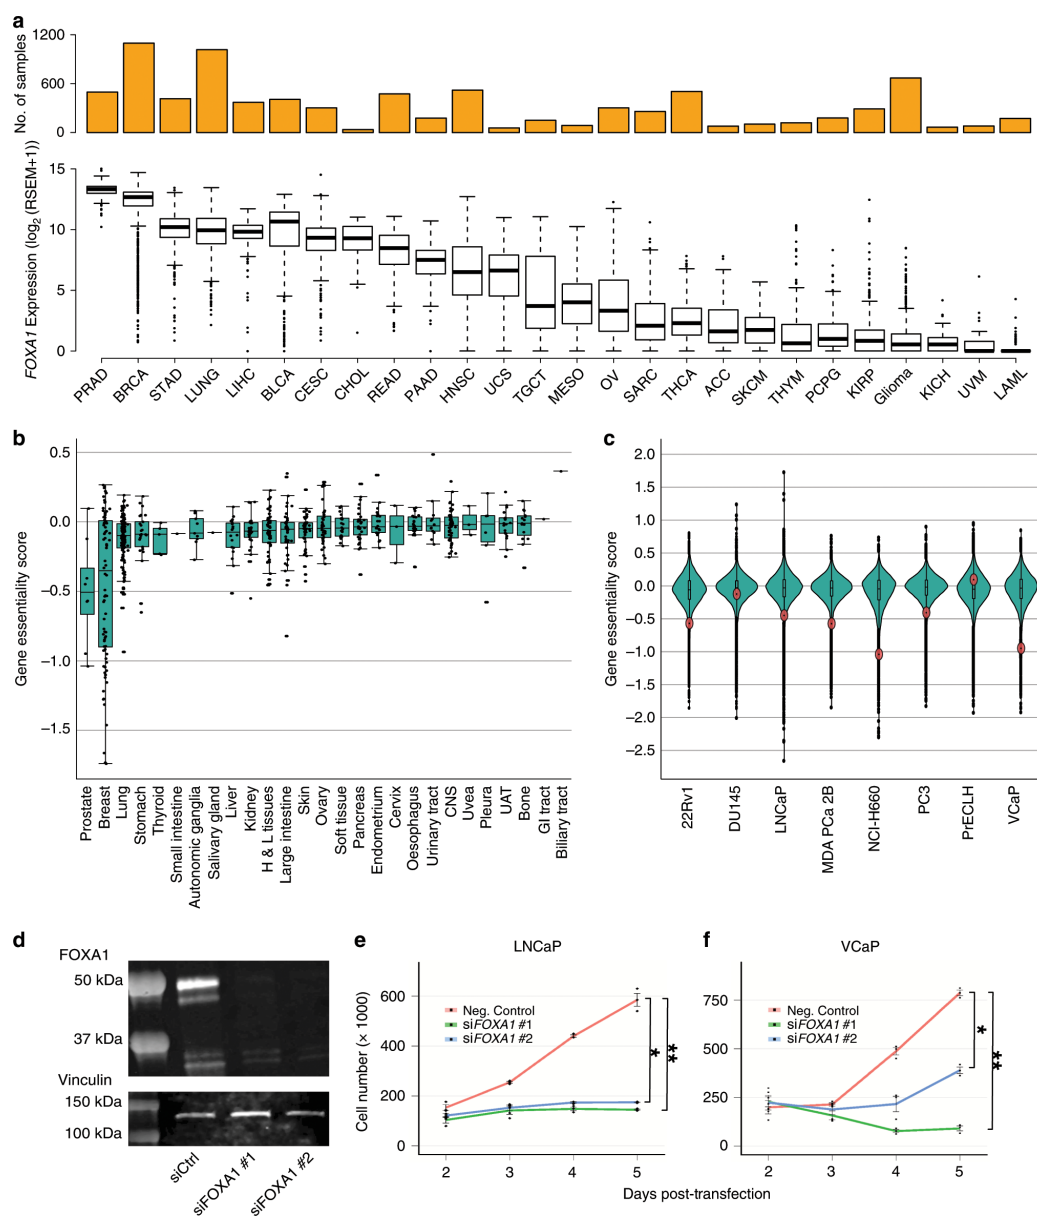 a
No. of samples
1200
600
0
FOXA1 Expression (log2 (RSEM+1))
15
10
5
0
PRAD
BRCA
STAD
LUNG
LIHC
BLCA
CESC
CHOL
READ
PAAD
HNSC
UCS
TGCT
MESO
OV
SARC
THCA
ACC
SKCM
THYM
PCPG
KIRP
Glioma
KICH
UVM
LAML
b
Gene essentiality score
0.5
0.0
−0.5
−1.0
−1.5
Prostate
Breast
Lung
Stomach
Thyroid
Small intestine
Autonomic ganglia
Salivary gland
Liver
Kidney
H & L tissues
Large intestine
Skin
Ovary
Soft tissue
Pancreas
Endometrium
Cervix
Oesophagus
Urinary tract
CNS
Uvea
Pleura
UAT
Bone
GI tract
Biliary tract
c
Gene essentiality score
2.0
1.5
1.0
0.5
0.0
−0.5
−1.0
−1.5
−2.0
−2.5
22Rv1
DU145
LNCaP
MDA PCa 2B
NCI-H660
PC3
PrECLH
VCaP
d
FOXA1
50 kDa
37 kDa
Vinculin
150 kDa
100 kDa
siCtrl
siFOXA1 #1
siFOXA1 #2
e
LNCaP
Cell number (× 1000)
600
400
200
0
Neg. Control
siFOXA1 #1
siFOXA1 #2
*
**
2
3
4
5
f
VCaP
750
500
250
0
Neg. Control
siFOXA1 #1
siFOXA1 #2
*
**
2
3
4
5
Days post-transfection